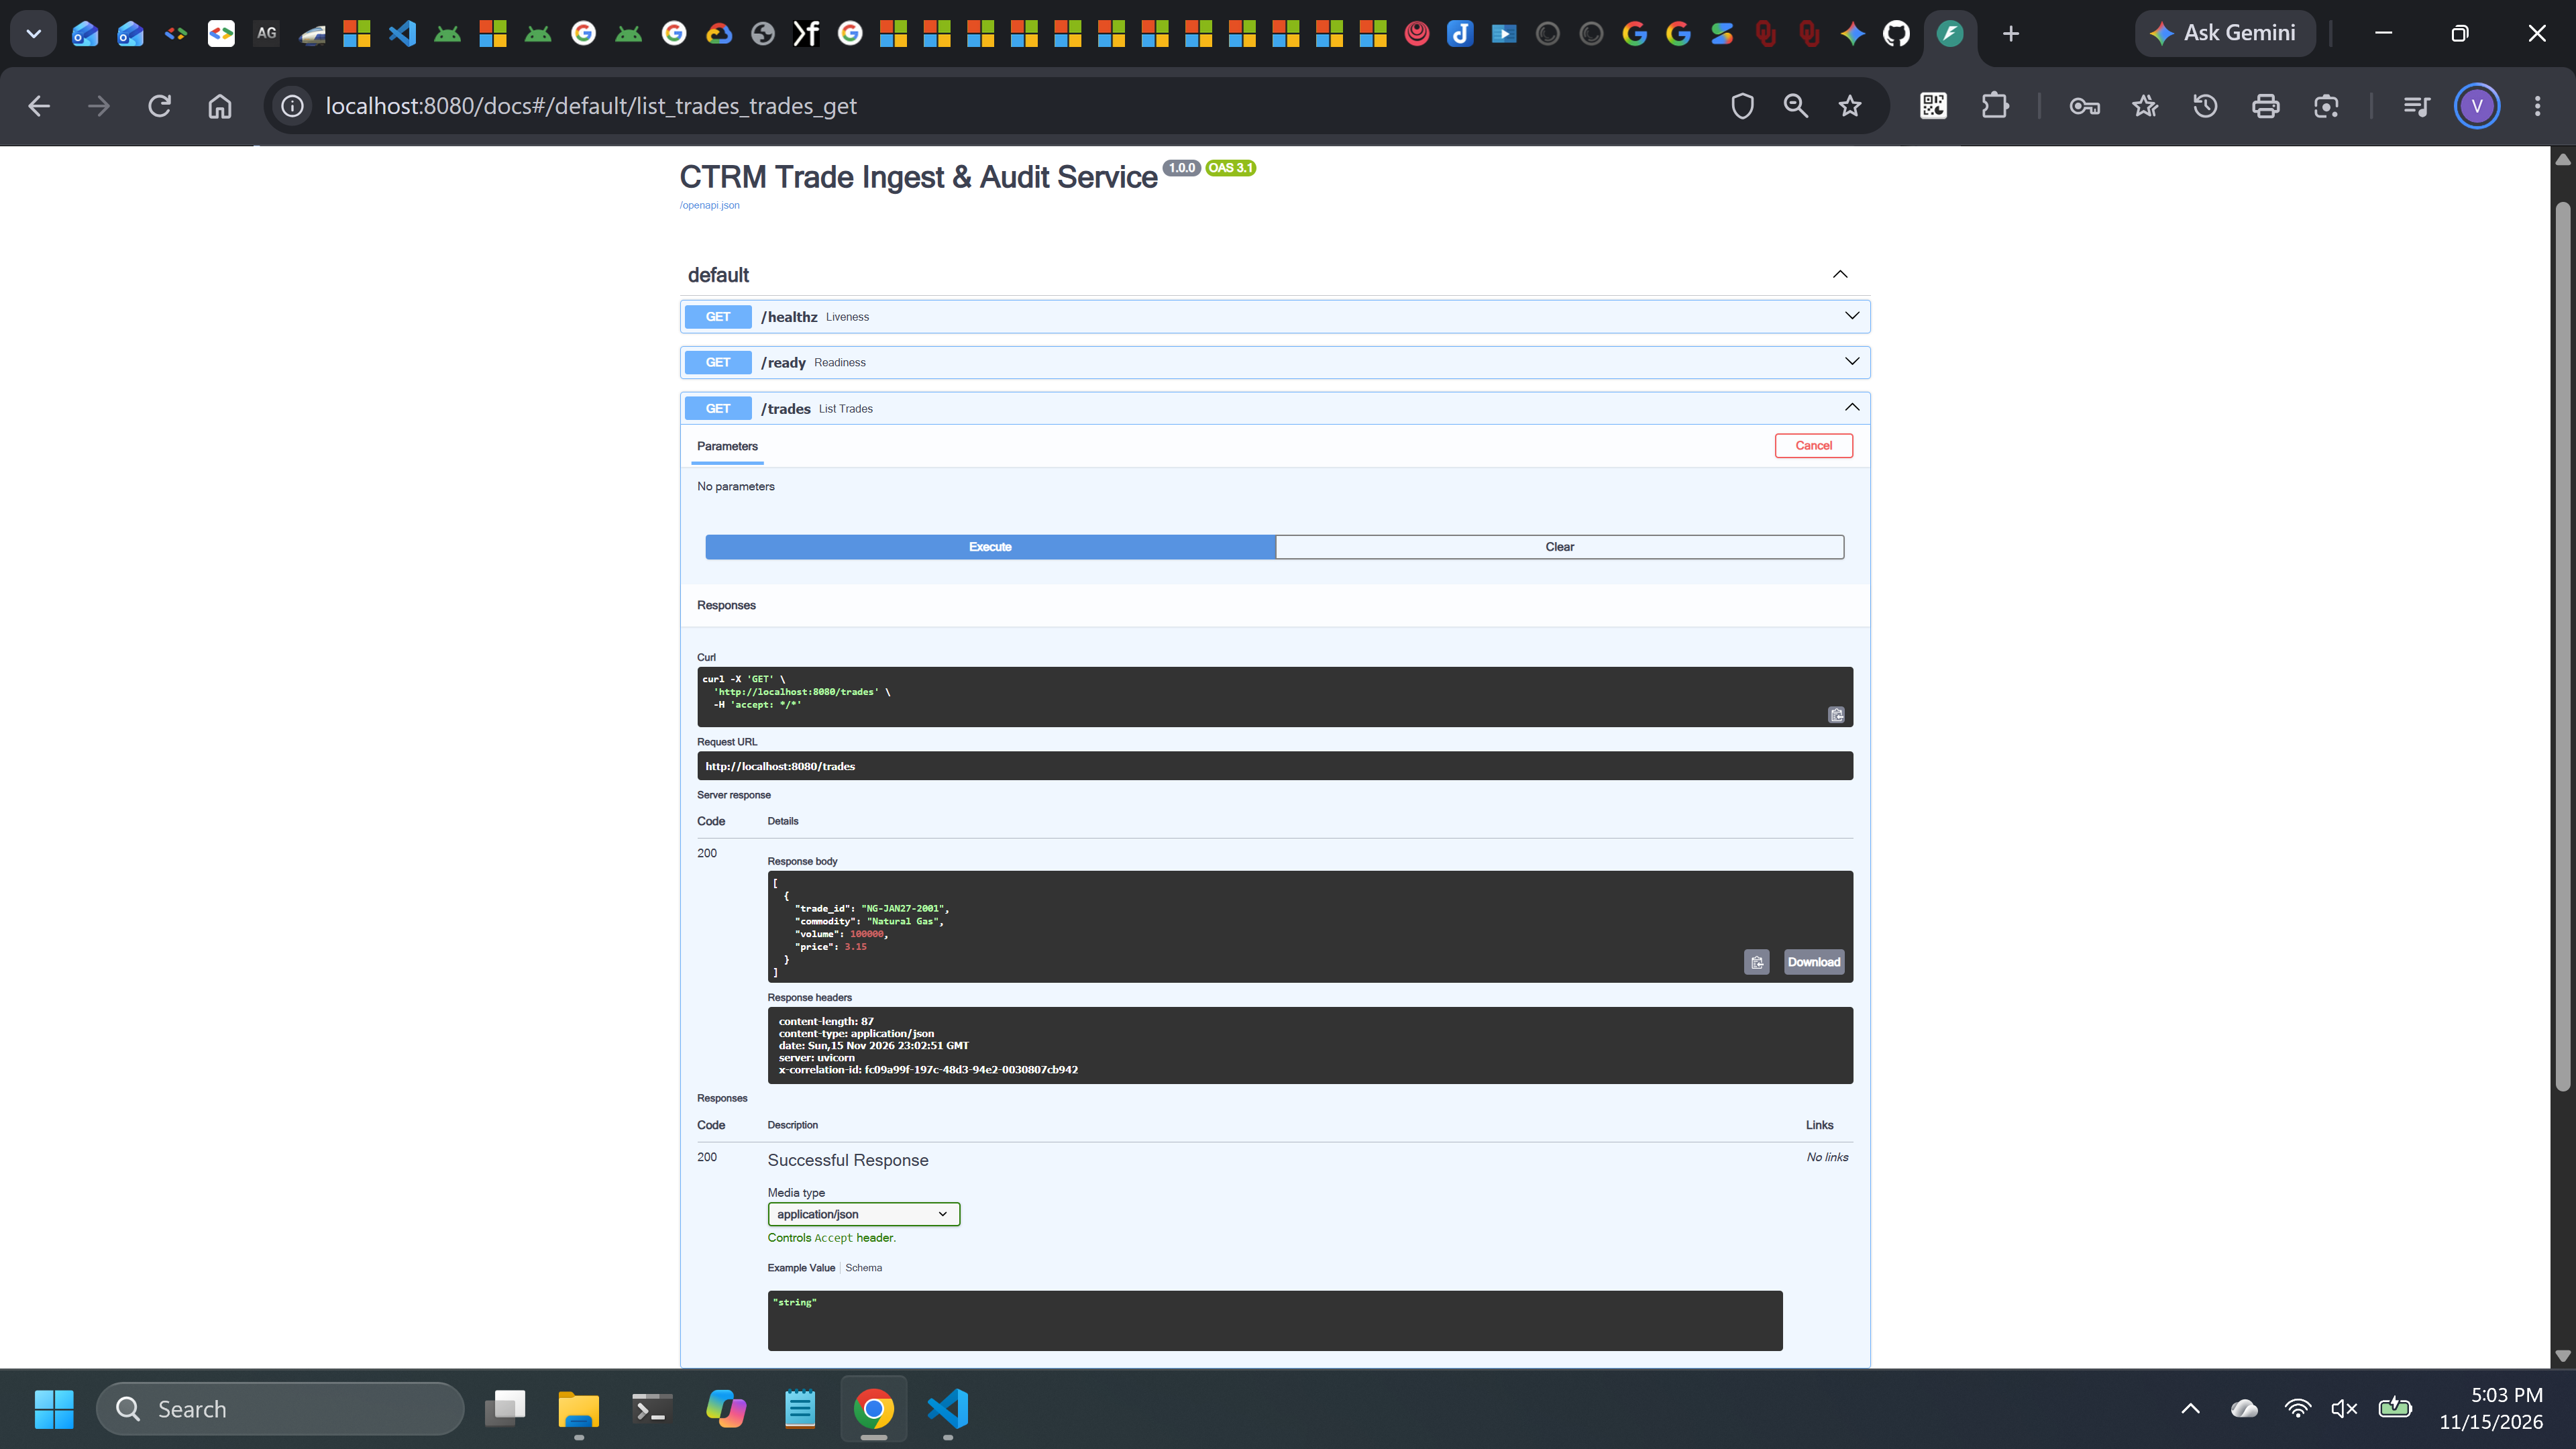 AG
Ask Gemini
localhost:8080/docs#/default/list_trades_trades_get
V
CTRM Trade Ingest & Audit Service 1.0.0 OAS 3.1
/openapi.json
default
GET /healthz Liveness
GET /ready Readiness
GET /trades List Trades
Parameters
Cancel
No parameters
Execute
Clear
Responses
Curl
curl -X 'GET' \
'http://localhost:8080/trades' \
-H 'accept: */*'
Request URL
http://localhost:8080/trades
Server response
Code Details
200
Response body
[
{
"trade_id": "NG-JAN27-2001",
"commodity": "Natural Gas",
"volume": 100000,
"price": 3.15
}
]
Download
Response headers
content-length: 87
content-type: application/json
date: Sun,15 Nov 2026 23:02:51 GMT
server: uvicorn
x-correlation-id: fc09a99f-197c-48d3-94e2-0030807cb942
Responses
Code Description Links
200 Successful Response No links
Media type
application/json
Controls Accept header.
Example Value Schema
"string"
Search
5:03 PM
11/15/2026